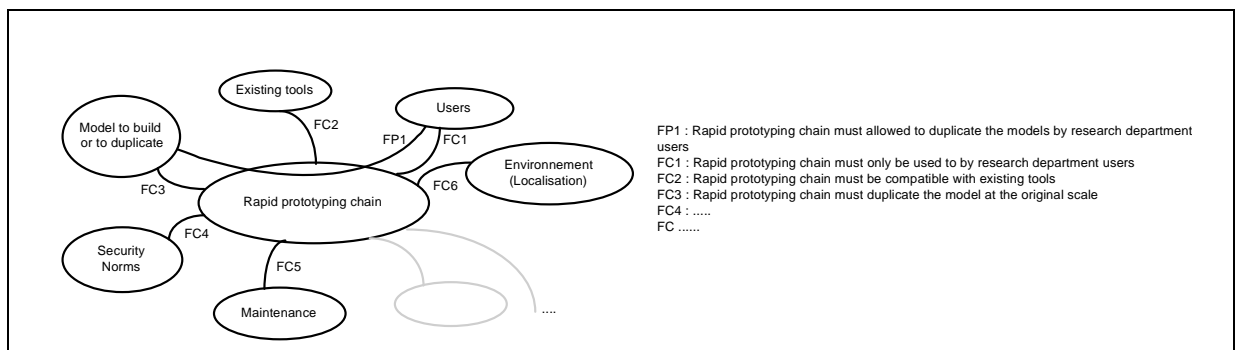 Existing tools
Users
Model to build
or to duplicate
FC2
FP1
FC1
Environnement
(Localisation)
FC3
FC6
Rapid prototyping chain
FC4
Security
Norms
FC5
Maintenance
....
FP1 : Rapid prototyping chain must allowed to duplicate the models by research department
users
FC1 : Rapid prototyping chain must only be used to by research department users
FC2 : Rapid prototyping chain must be compatible with existing tools
FC3 : Rapid prototyping chain must duplicate the model at the original scale
FC4 : .....
FC ......